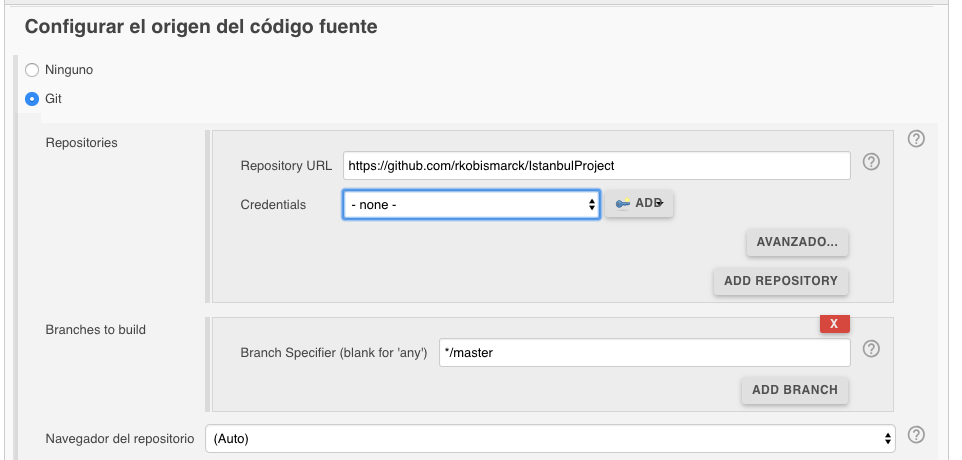 Configurar el origen del código fuente
Ninguno
Git
Repositories
Repository URL https://github.com/rkobismarck/IstanbulProject
Credentials - none - ADD
AVANZADO...
ADD REPOSITORY
Branches to build
X
Branch Specifier (blank for 'any') */master
ADD BRANCH
Navegador del repositorio (Auto)